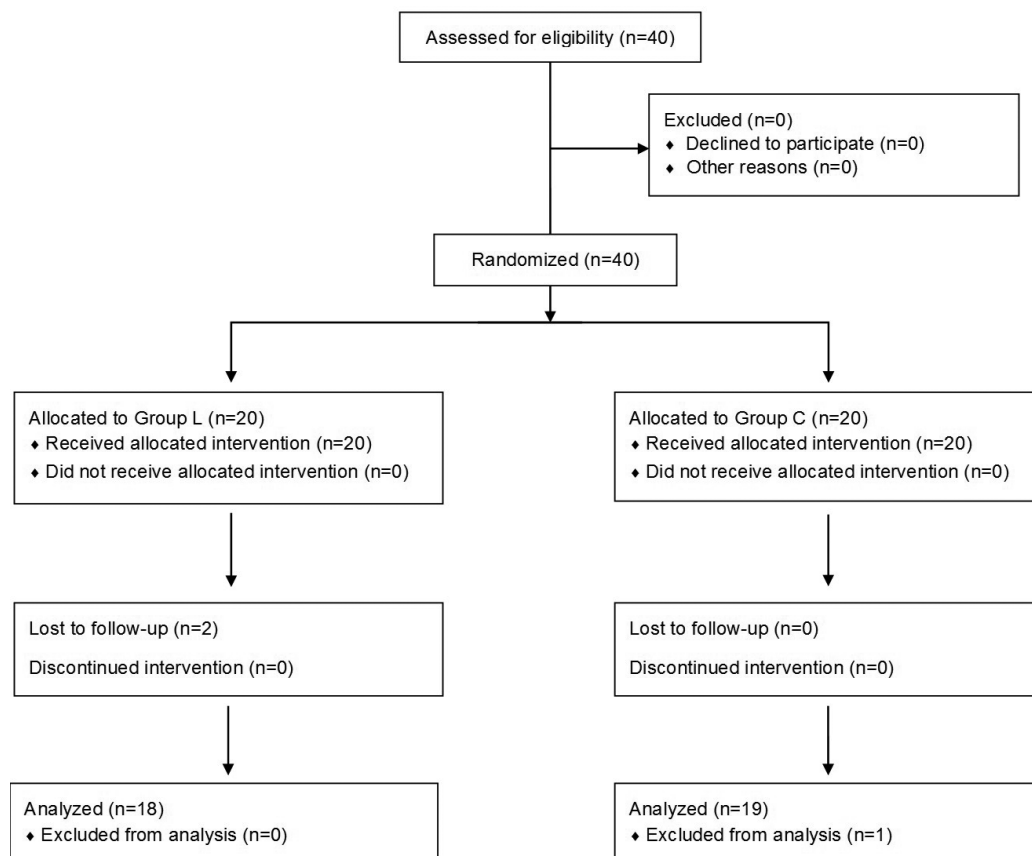 Assessed for eligibility (n=40)
Excluded (n=0)
♦ Declined to participate (n=0)
♦ Other reasons (n=0)
Randomized (n=40)
Allocated to Group L (n=20)
♦ Received allocated intervention (n=20)
♦ Did not receive allocated intervention (n=0)
Allocated to Group C (n=20)
♦ Received allocated intervention (n=20)
♦ Did not receive allocated intervention (n=0)
Lost to follow-up (n=2)
Discontinued intervention (n=0)
Lost to follow-up (n=0)
Discontinued intervention (n=0)
Analyzed (n=18)
♦ Excluded from analysis (n=0)
Analyzed (n=19)
♦ Excluded from analysis (n=1)